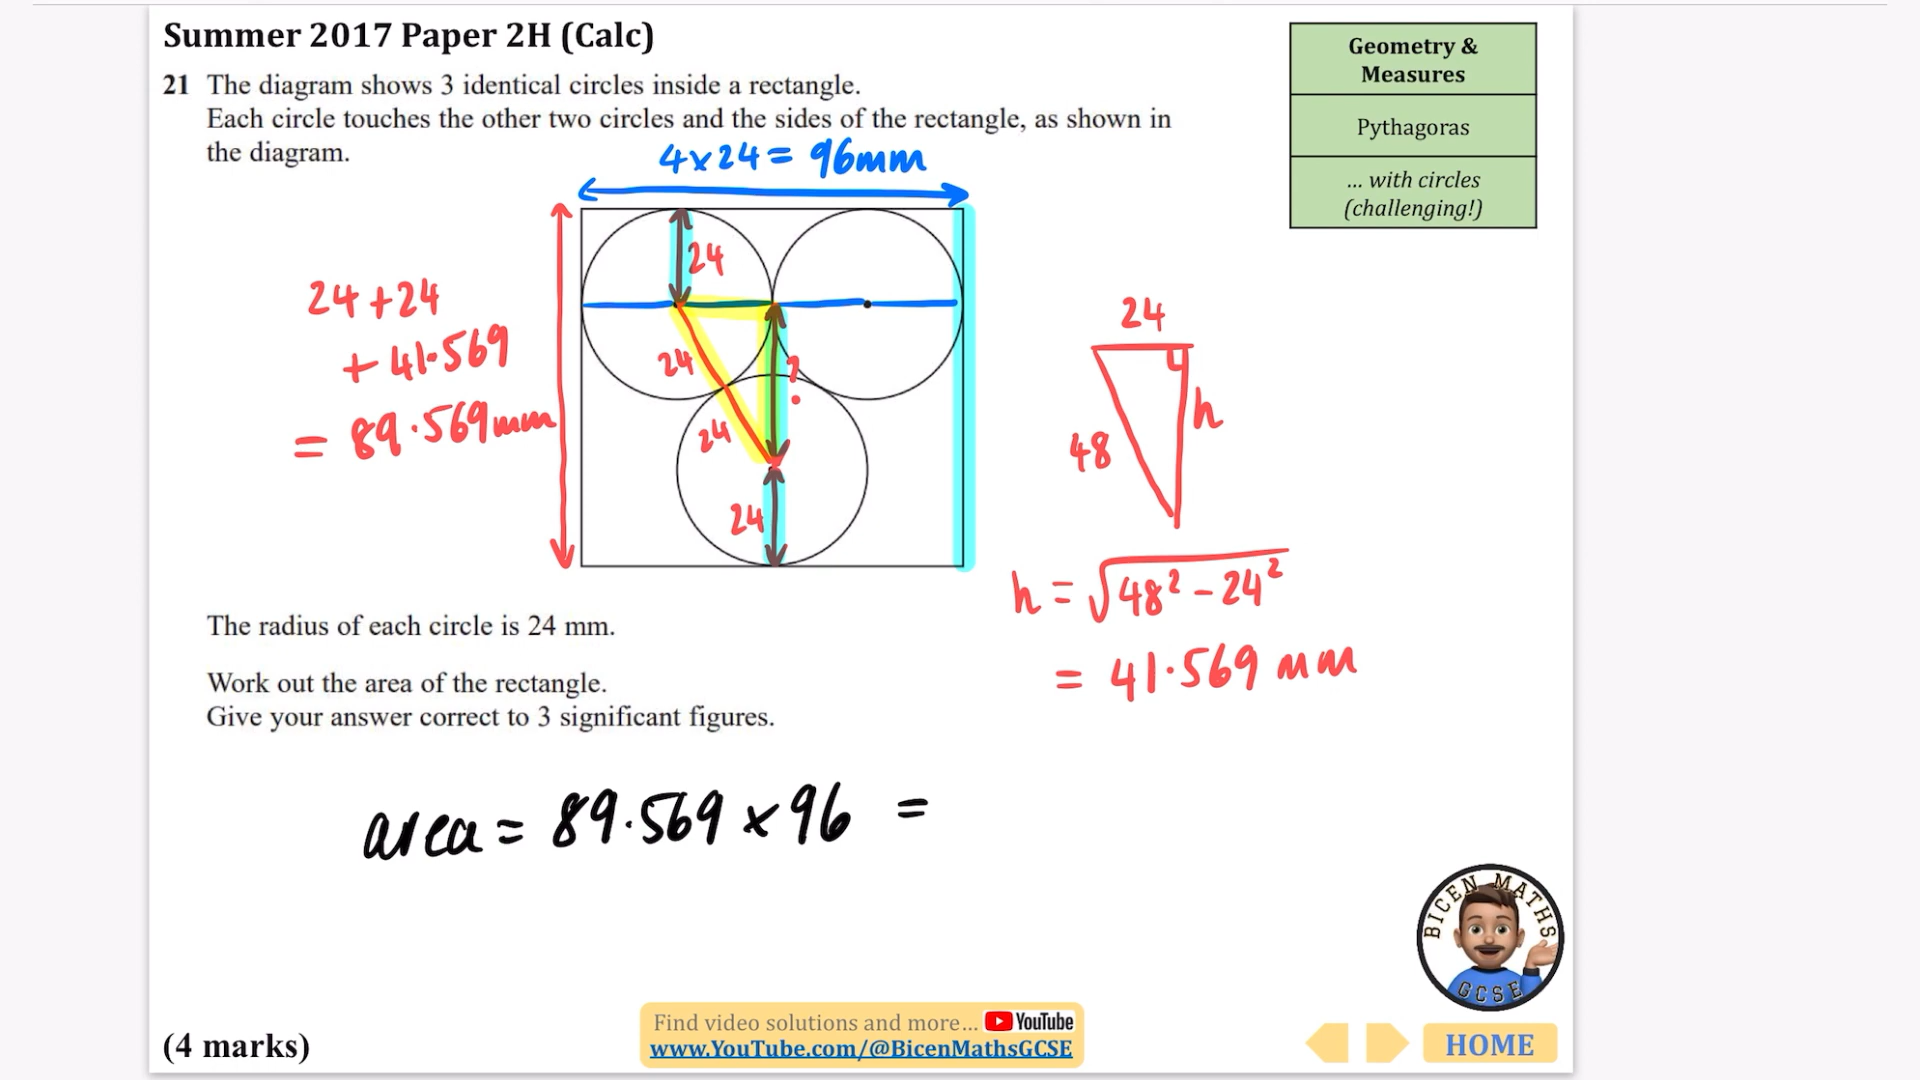 Summer 2017 Paper 2H (Calc)
Geometry &
Measures
Pythagoras
... with circles
(challenging!)
21 The diagram shows 3 identical circles inside a rectangle.
Each circle touches the other two circles and the sides of the rectangle, as shown in
the diagram.
4×24 = 96mm
24
24+24
+ 41.569
= 89.569mm
24
?
24
24
24
48
h
h = √48² - 24²
= 41.569 mm
The radius of each circle is 24 mm.
Work out the area of the rectangle.
Give your answer correct to 3 significant figures.
area = 89.569 × 96 =
BICEN MATHS
GCSE
(4 marks)
Find video solutions and more... YouTube
www.YouTube.com/@BicenMathsGCSE
HOME